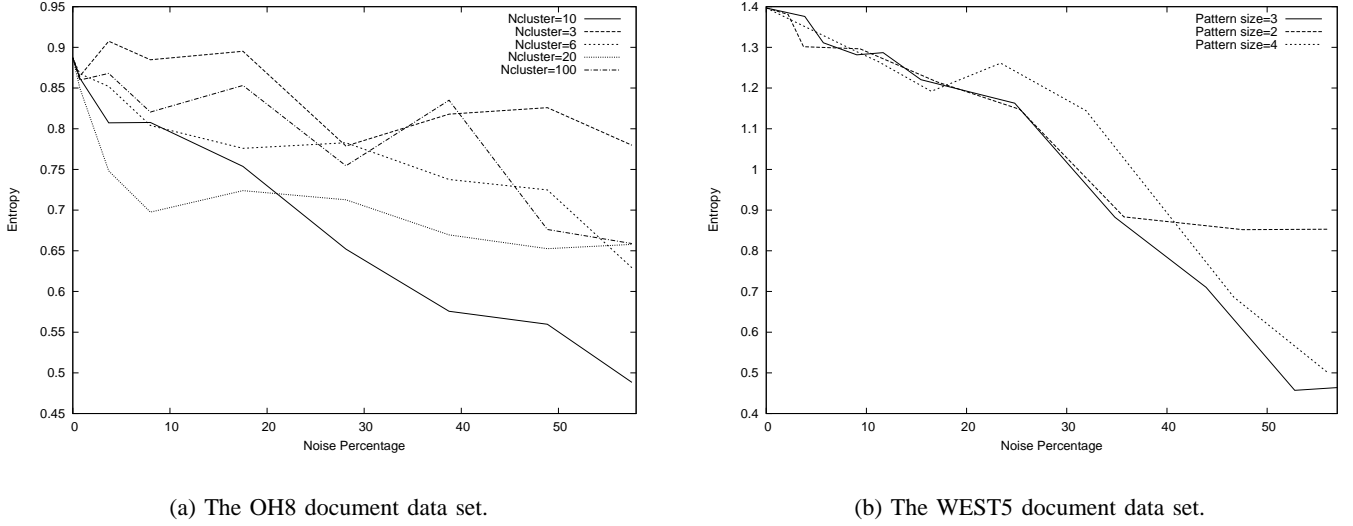 0.95
0.9
0.85
0.8
0.75
0.7
0.65
0.6
0.55
0.5
0.45
Entropy
0 10 20 30 40 50
Noise Percentage
Ncluster=10
Ncluster=3
Ncluster=6
Ncluster=20
Ncluster=100
(a) The OH8 document data set.
1.4
1.3
1.2
1.1
1
0.9
0.8
0.7
0.6
0.5
0.4
Entropy
0 10 20 30 40 50
Noise Percentage
Pattern size=3
Pattern size=2
Pattern size=4
(b) The WEST5 document data set.